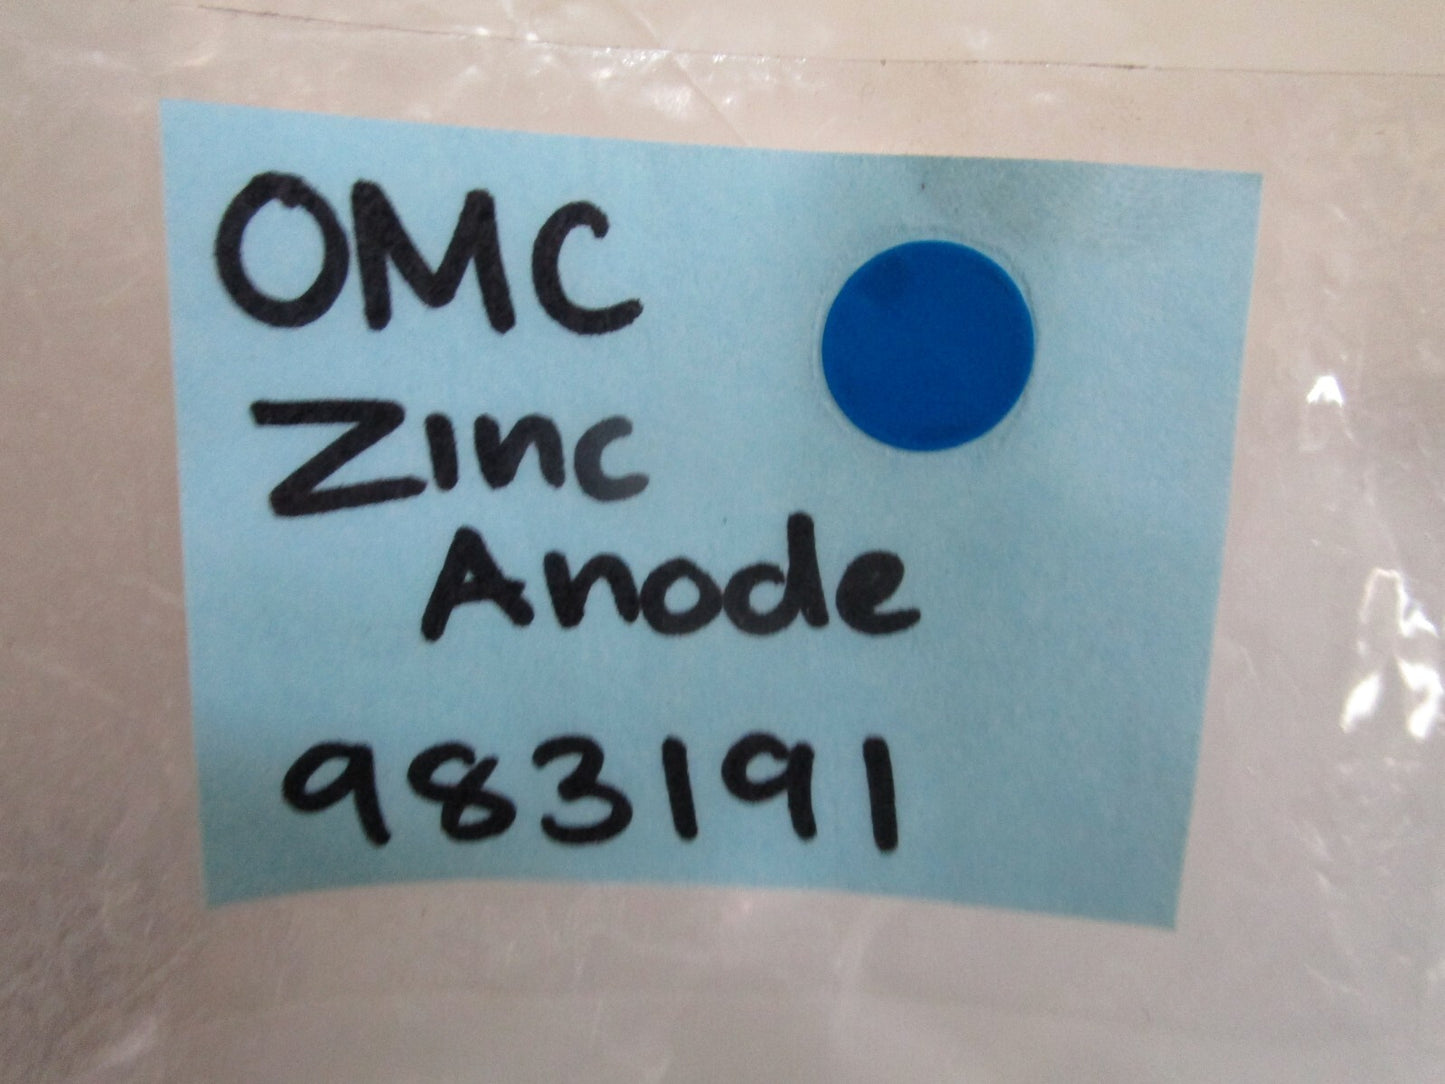 OMC
Zinc
Anode
983191